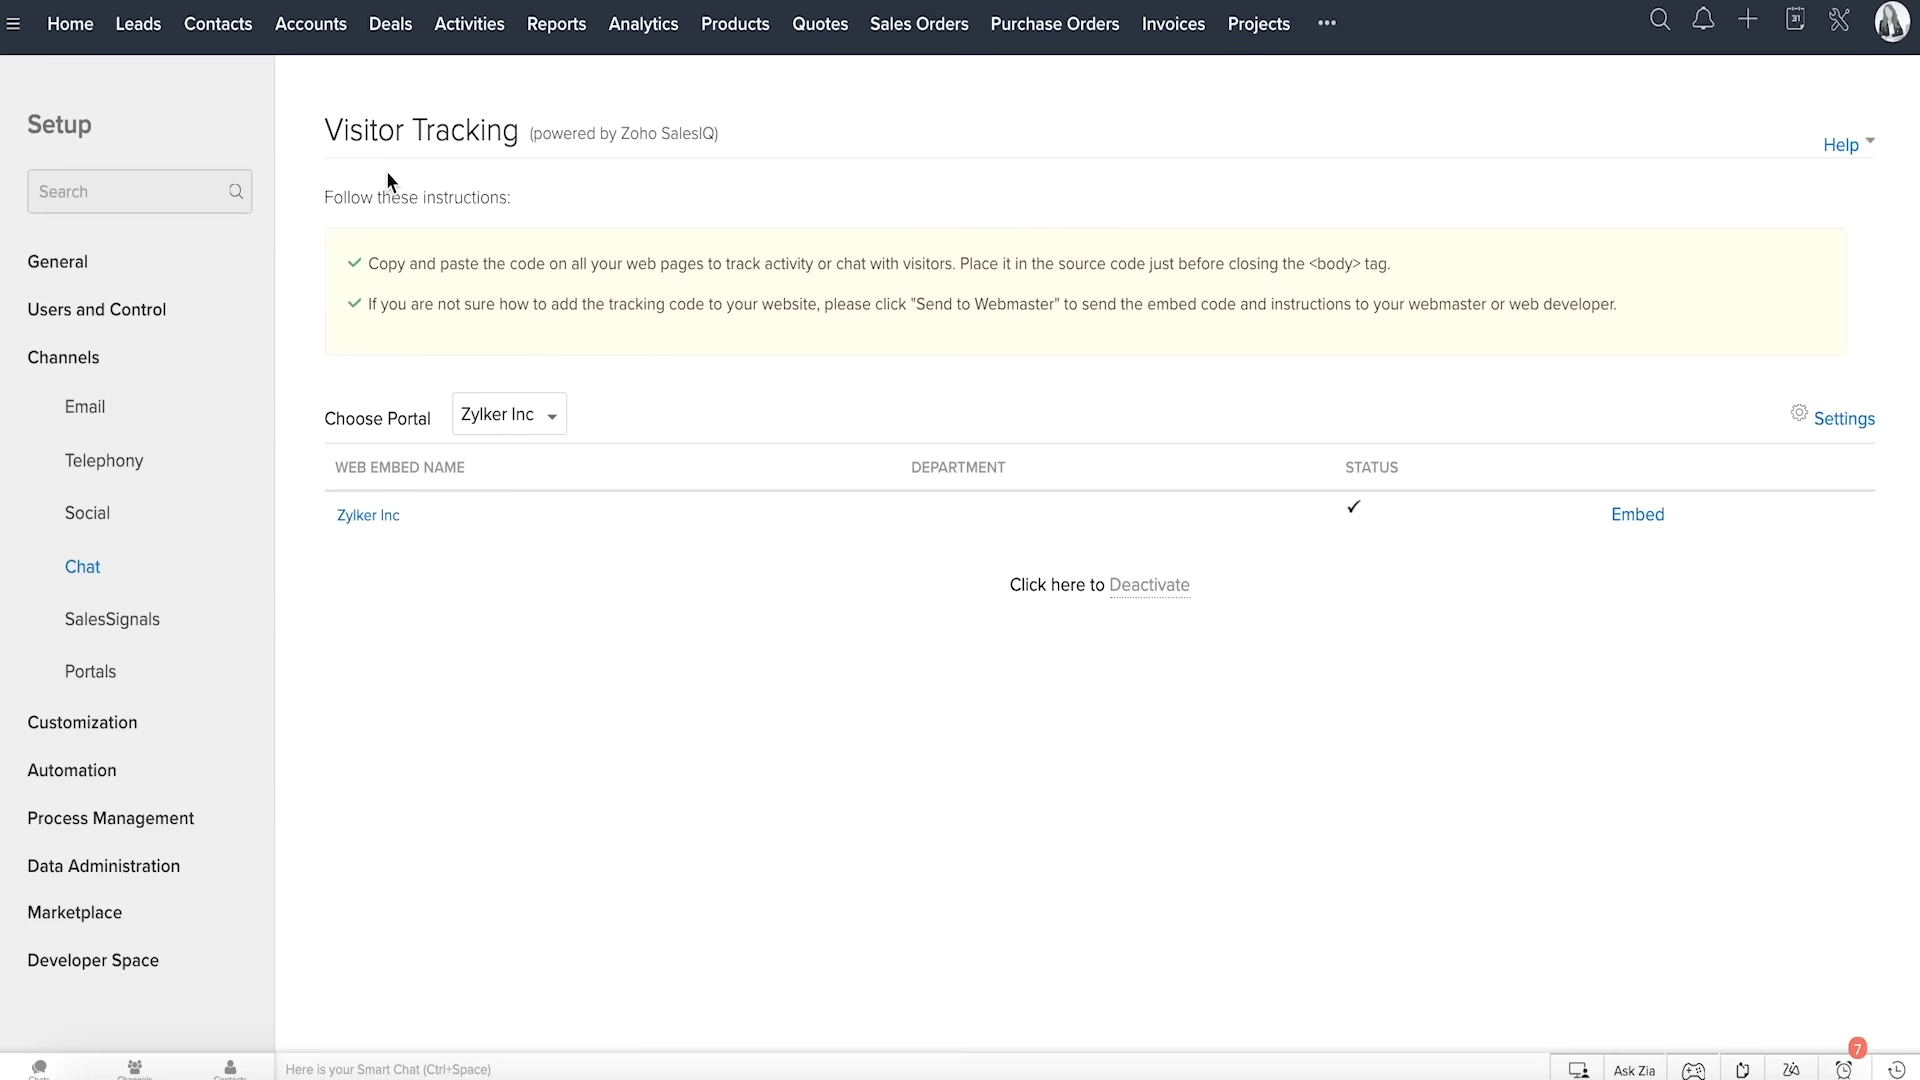 Home Leads Contacts Accounts Deals Activities Reports Analytics Products Quotes Sales Orders Purchase Orders Invoices Projects •••
31
Setup
Search
General
Users and Control
Channels
Email
Telephony
Social
Chat
SalesSignals
Portals
Customization
Automation
Process Management
Data Administration
Marketplace
Developer Space
Visitor Tracking (powered by Zoho SalesIQ)
Help
Follow these instructions:
Copy and paste the code on all your web pages to track activity or chat with visitors. Place it in the source code just before closing the <body> tag.
If you are not sure how to add the tracking code to your website, please click "Send to Webmaster" to send the embed code and instructions to your webmaster or web developer.
Choose Portal Zylker Inc
Settings
WEB EMBED NAME DEPARTMENT STATUS
Zylker Inc Embed
Click here to Deactivate
Chats Channels Contacts
Here is your Smart Chat (Ctrl+Space)
Ask Zia
7